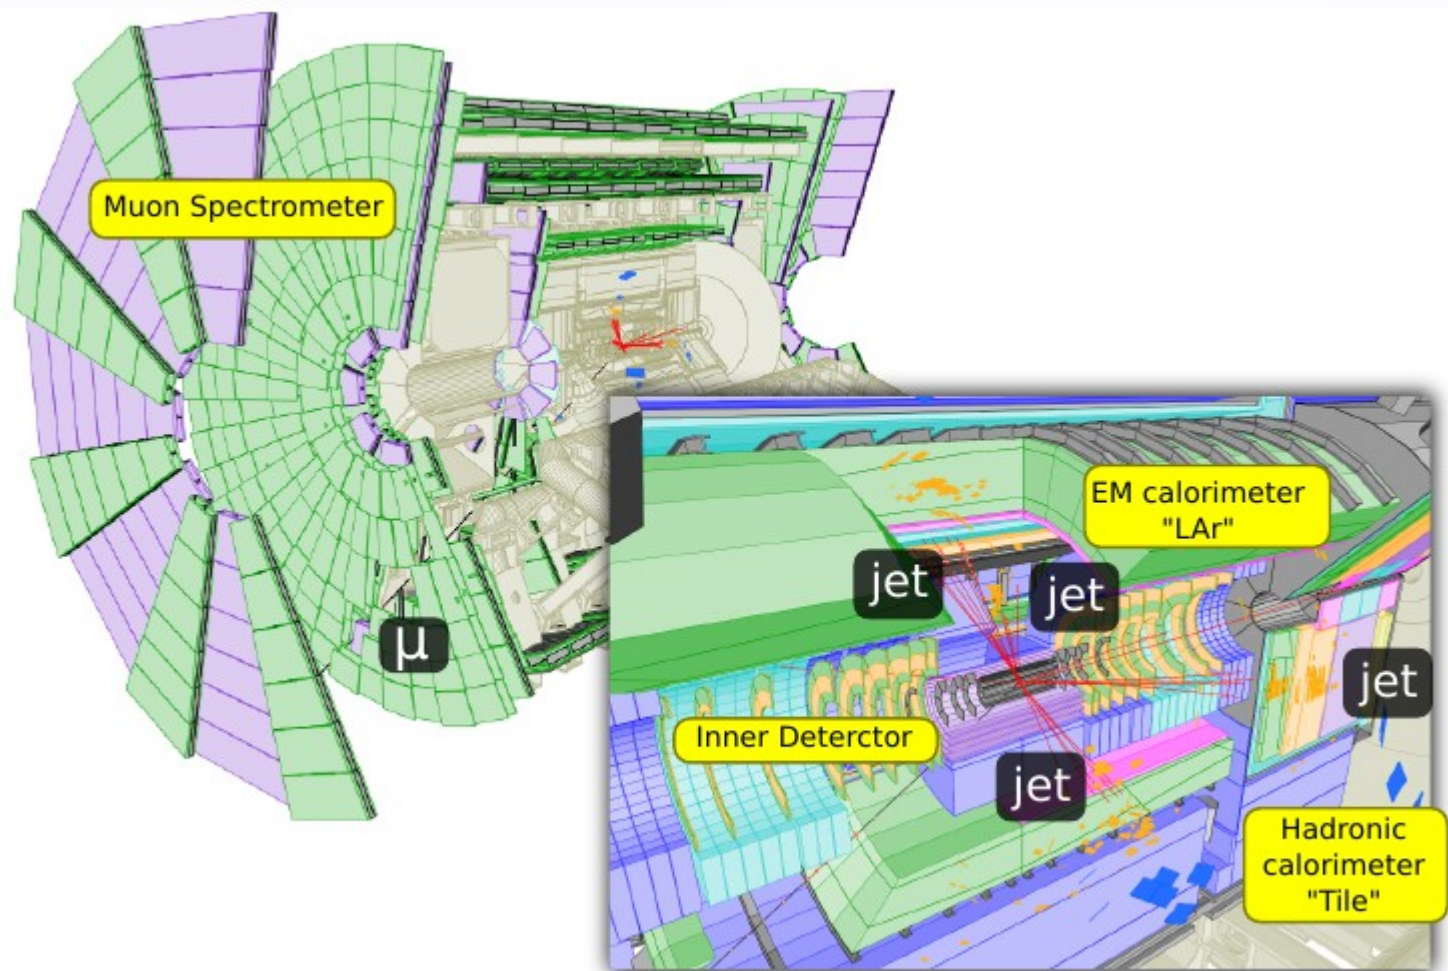 Muon Spectrometer
μ
EM calorimeter
"LAr"
jet
jet
jet
Inner Deterctor
jet
Hadronic
calorimeter
"Tile"